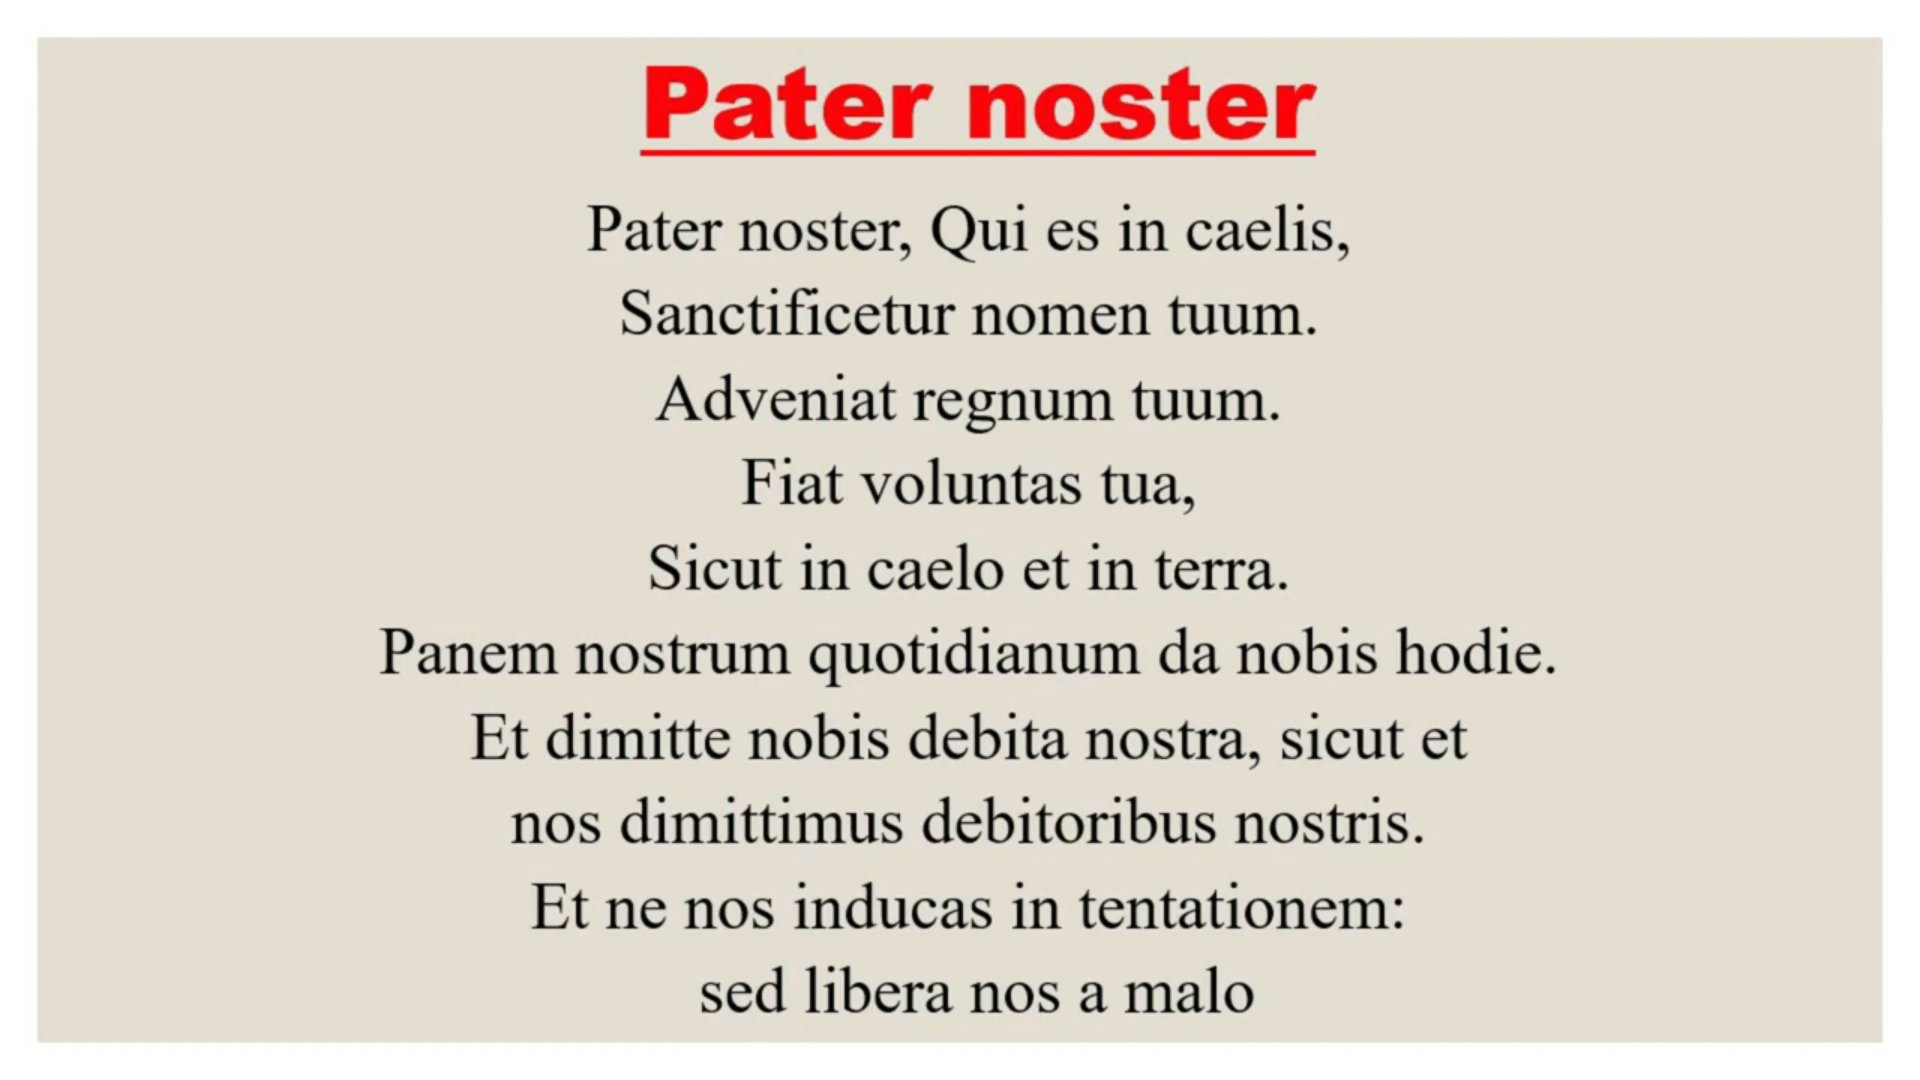 Pater noster
Pater noster, Qui es in caelis,
Sanctificetur nomen tuum.
Adveniat regnum tuum.
Fiat voluntas tua,
Sicut in caelo et in terra.
Panem nostrum quotidianum da nobis hodie.
Et dimitte nobis debita nostra, sicut et
nos dimittimus debitoribus nostris.
Et ne nos inducas in tentationem:
sed libera nos a malo